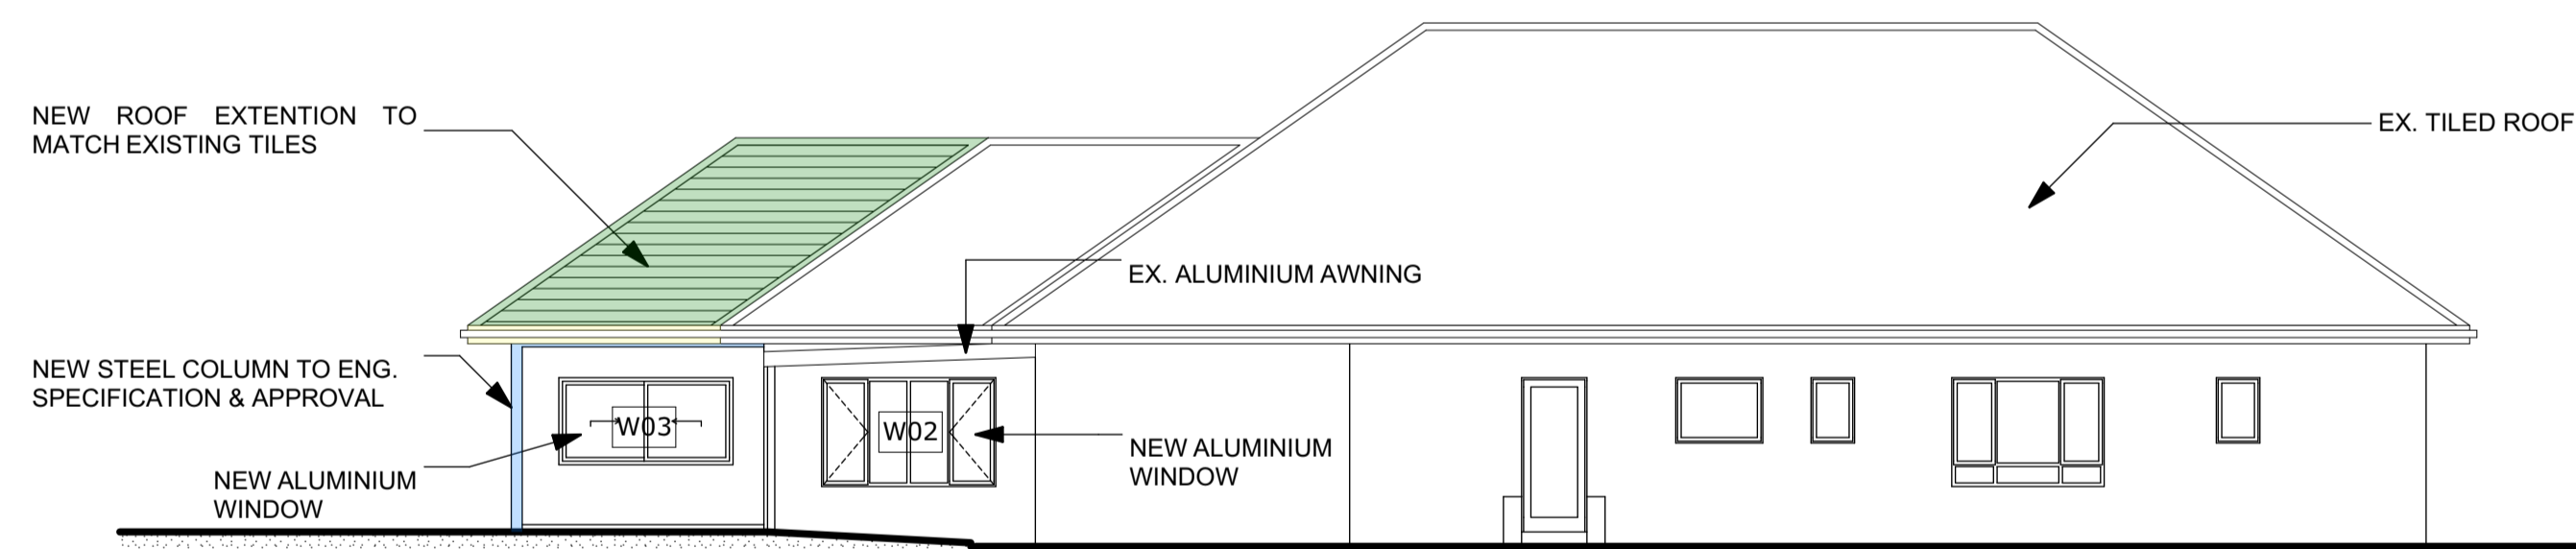 NEW ROOF EXTENTION TO
MATCH EXISTING TILES
EX. TILED ROOF
EX. ALUMINIUM AWNING
NEW STEEL COLUMN TO ENG.
SPECIFICATION & APPROVAL
W03
W02
NEW ALUMINIUM
WINDOW
NEW ALUMINIUM
WINDOW